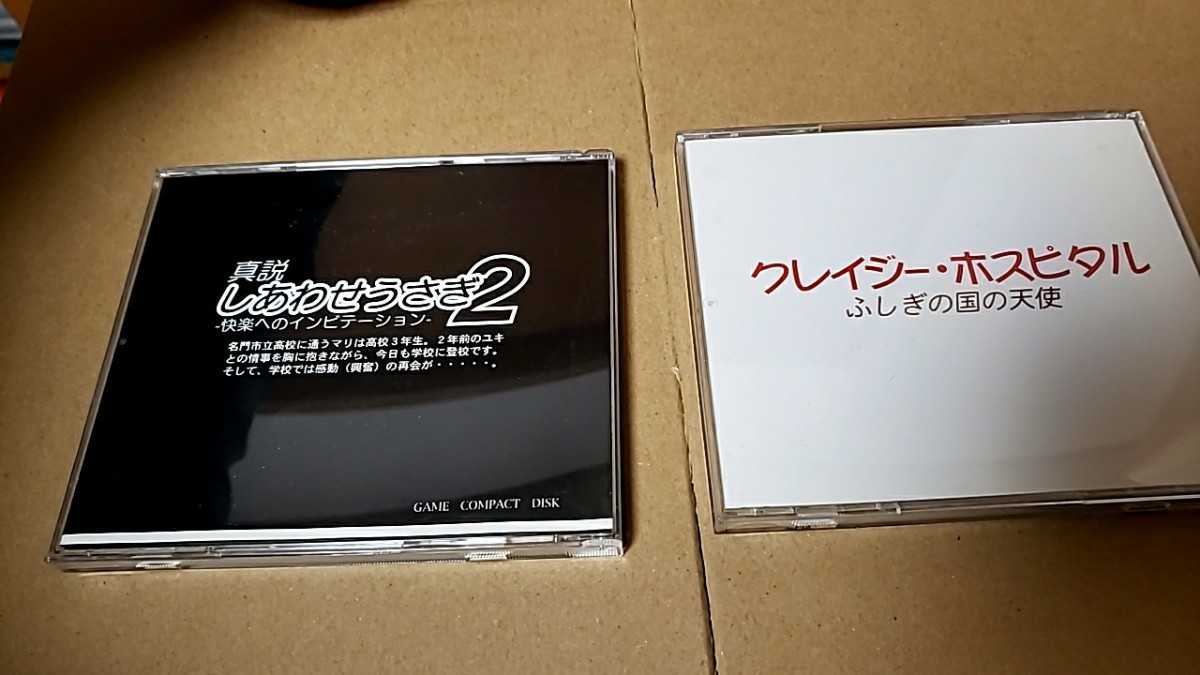 真説
しあわせうさぎ2
-快楽へのインビテーション-
名門市立高校に通うマリは高校３年生。２年前のユキ
との情事を胸に抱きながら、今日も学校に登校です。
そして、学校では感動（興奮）の再会が・・・・・。
GAME COMPACT DISK
クレイジー・ホスピタル
ふしぎの国の天使